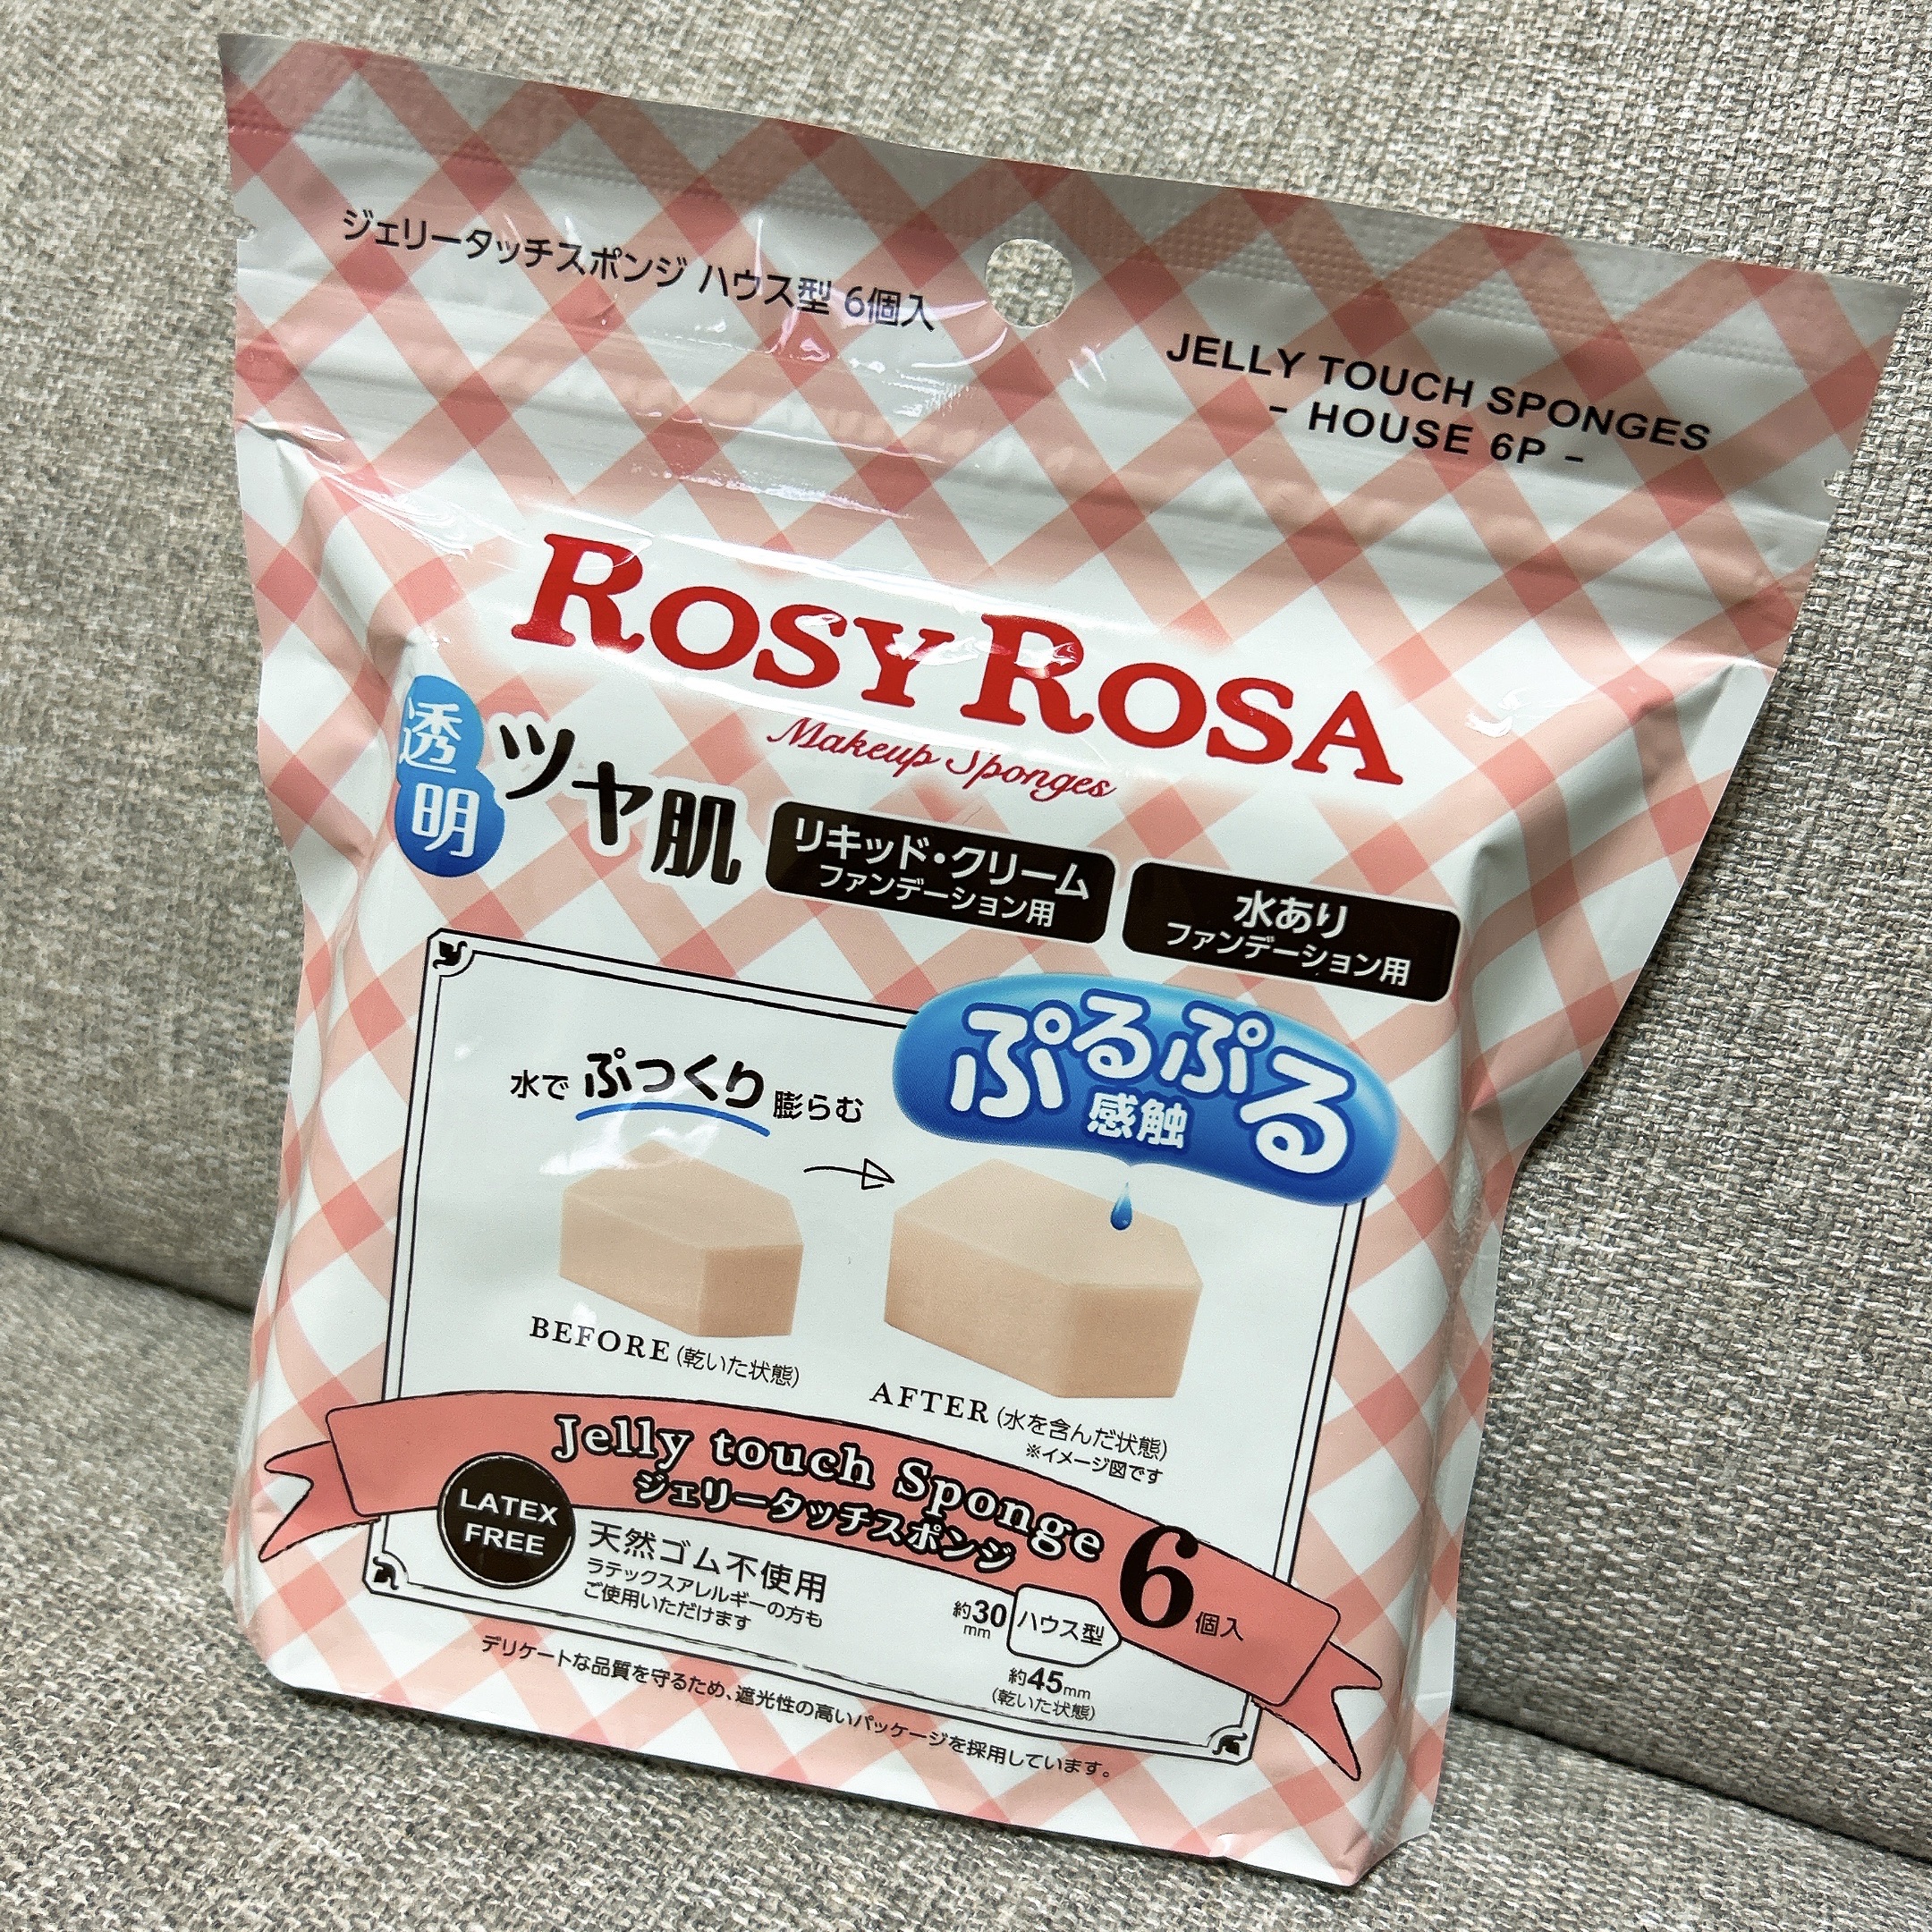 ジェリータッチスポンジ ハウス型 6個入
JELLY TOUCH SPONGES
- HOUSE 6P -
ROSY ROSA
Makeup Sponges
透明
ツヤ肌
リキッド・クリーム
ファンデーション用
水あり
ファンデーション用
水で ぷっくり 膨らむ
ぷるぷる
感触
BEFORE (乾いた状態)
AFTER (水を含んだ状態)
※イメージ図です
Jelly touch Sponge
ジェリータッチスポンジ
6個入
LATEX
FREE
天然ゴム不使用
ラテックスアレルギーの方も
ご使用いただけます
約30
mm
ハウス型
約45mm
(乾いた状態)
デリケートな品質を守るため、遮光性の高いパッケージを採用しています。